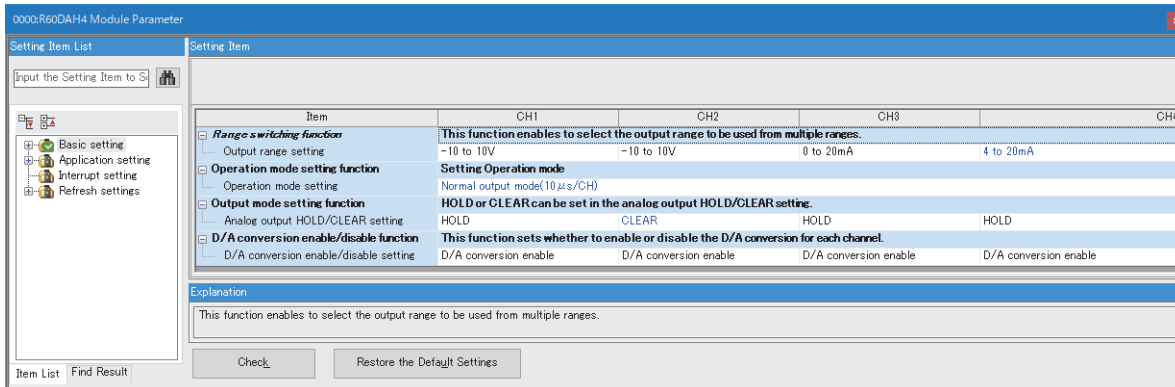 0000:R60DAH4 Module Parameter
Setting Item List
Setting Item
Input the Setting Item to Se
Item CH1 CH2 CH3 CH4
Basic setting
Application setting
Interrupt setting
Refresh settings
Range switching function This function enables to select the output range to be used from multiple ranges.
Output range setting -10 to 10V -10 to 10V 0 to 20mA 4 to 20mA
Operation mode setting function Setting Operation mode
Operation mode setting Normal output mode(10μs/CH)
Output mode setting function HOLD or CLEAR can be set in the analog output HOLD/CLEAR setting.
Analog output HOLD/CLEAR setting HOLD CLEAR HOLD HOLD
D/A conversion enable/disable function This function sets whether to enable or disable the D/A conversion for each channel.
D/A conversion enable/disable setting D/A conversion enable D/A conversion enable D/A conversion enable D/A conversion enable
Explanation
This function enables to select the output range to be used from multiple ranges.
Check Restore the Default Settings
Item List Find Result